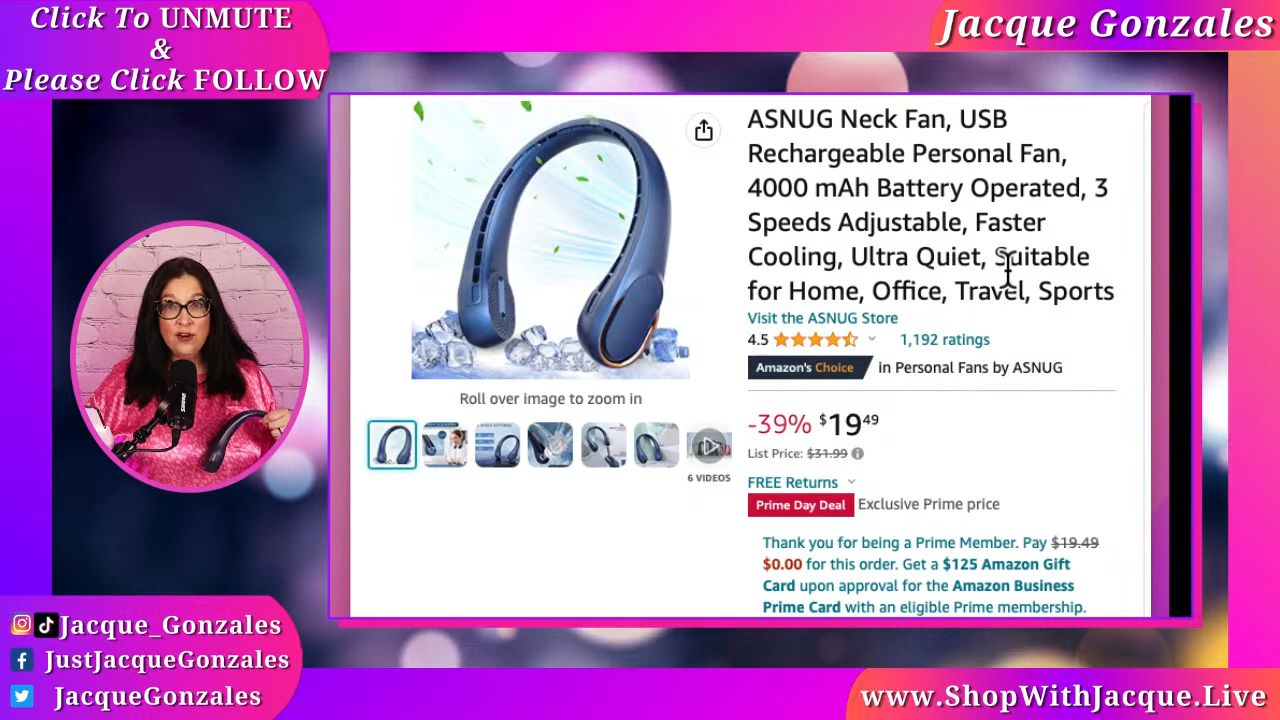 Click To UNMUTE
&
Please Click FOLLOW
Jacque Gonzales
ASNUG Neck Fan, USB
Rechargeable Personal Fan,
4000 mAh Battery Operated, 3
Speeds Adjustable, Faster
Cooling, Ultra Quiet, Suitable
for Home, Office, Travel, Sports
Visit the ASNUG Store
4.5 1,192 ratings
Amazon's Choice in Personal Fans by ASNUG
Roll over image to zoom in
6 VIDEOS
-39% $19 49
List Price: $31.99
FREE Returns
Prime Day Deal Exclusive Prime price
Thank you for being a Prime Member. Pay $19.49
$0.00 for this order. Get a $125 Amazon Gift
Card upon approval for the Amazon Business
Prime Card with an eligible Prime membership.
Jacque_Gonzales
JustJacqueGonzales
JacqueGonzales
www.ShopWithJacque.Live